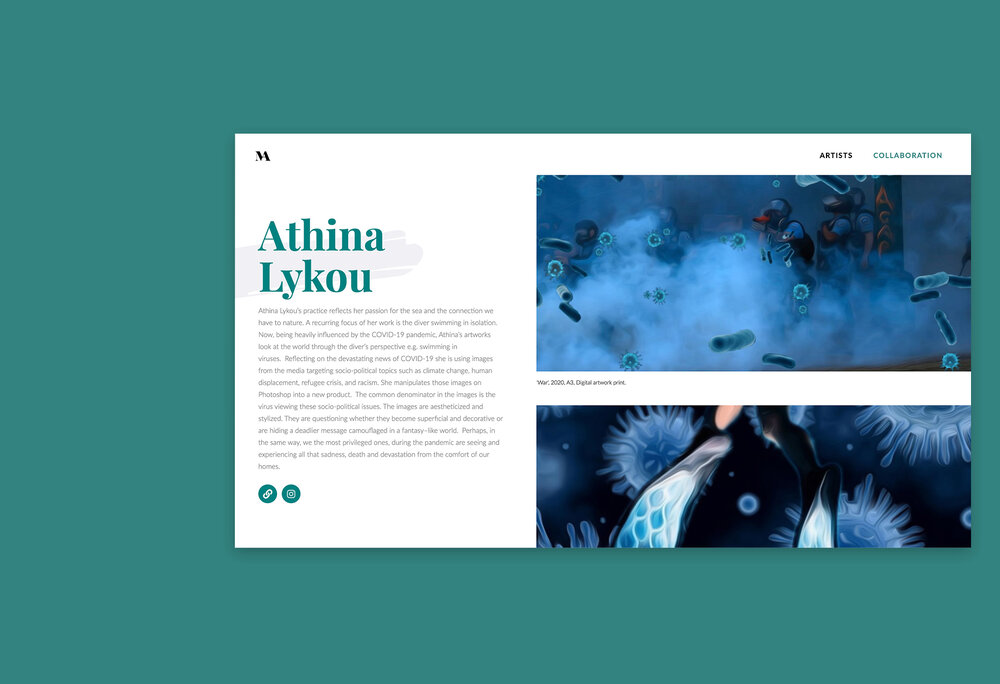 MA
ARTISTS COLLABORATION
Athina
Lykou
Athina Lykou's practice reflects her passion for the sea and the connection we
have to nature. A recurring focus of her work is the diver swimming in isolation.
Now, being heavily influenced by the COVID-19 pandemic, Athina's artworks
look at the world through the diver's perspective e.g. swimming in
viruses.  Reflecting on the devastating news of COVID-19 she is using images
from the media targeting socio-political topics such as climate change, human
displacement, refugee crisis, and racism. She manipulates those images on
Photoshop into a new product.  The common denominator in the images is the
virus viewing these socio-political issues. The images are aestheticized and
stylized. They are questioning whether they become superficial and decorative or
are hiding a deadlier message camouflaged in a fantasy–like world.  Perhaps, in
the same way, we the most privileged ones, during the pandemic are seeing and
experiencing all that sadness, death and devastation from the comfort of our
homes.
ACAC
'War', 2020. A3, Digital artwork print.